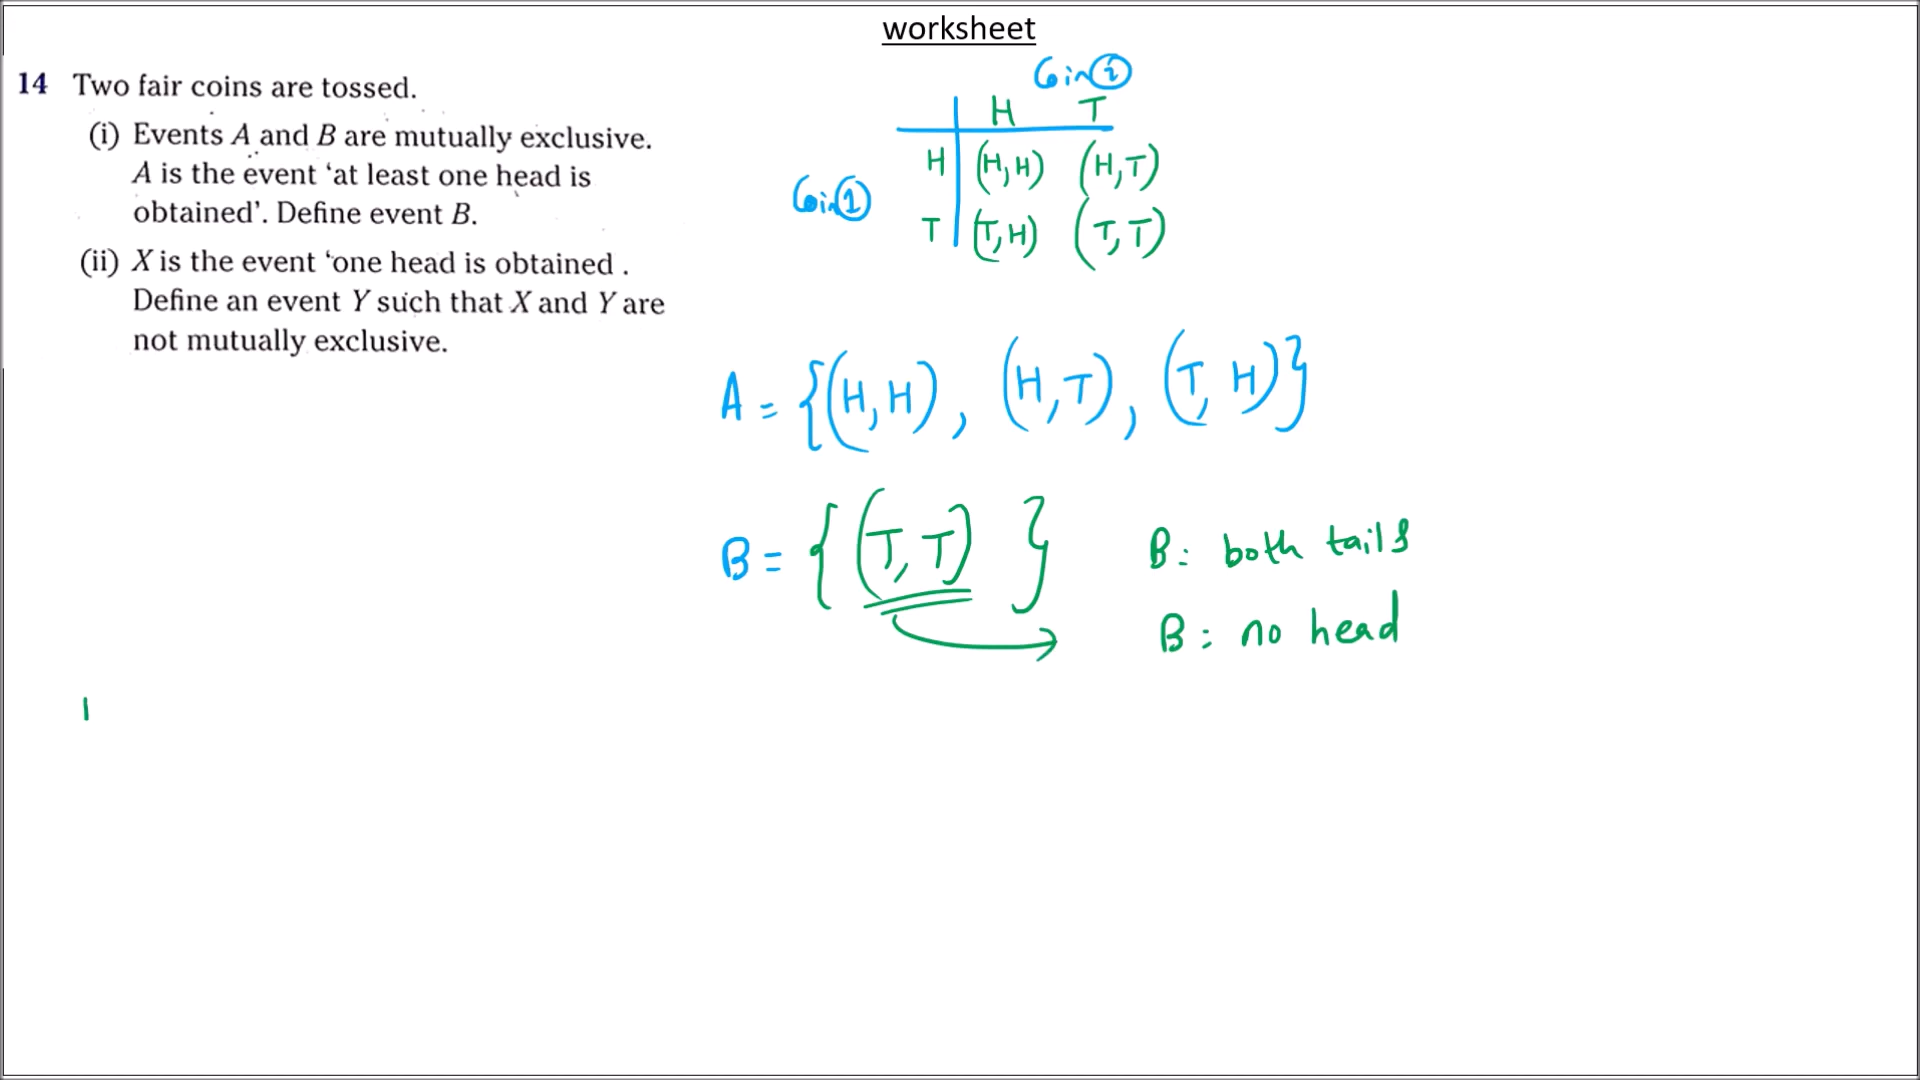 worksheet
14 Two fair coins are tossed.
(i) Events A and B are mutually exclusive.
A is the event ‘at least one head is
obtained’. Define event B.
(ii) X is the event ‘one head is obtained .
Define an event Y such that X and Y are
not mutually exclusive.
Coin ②
H T
H (H,H) (H,T)
Coin ①
T (T,H) (T,T)
A = {(H,H), (H,T), (T,H)}
B = {(T,T) } B: both tails
B: no head